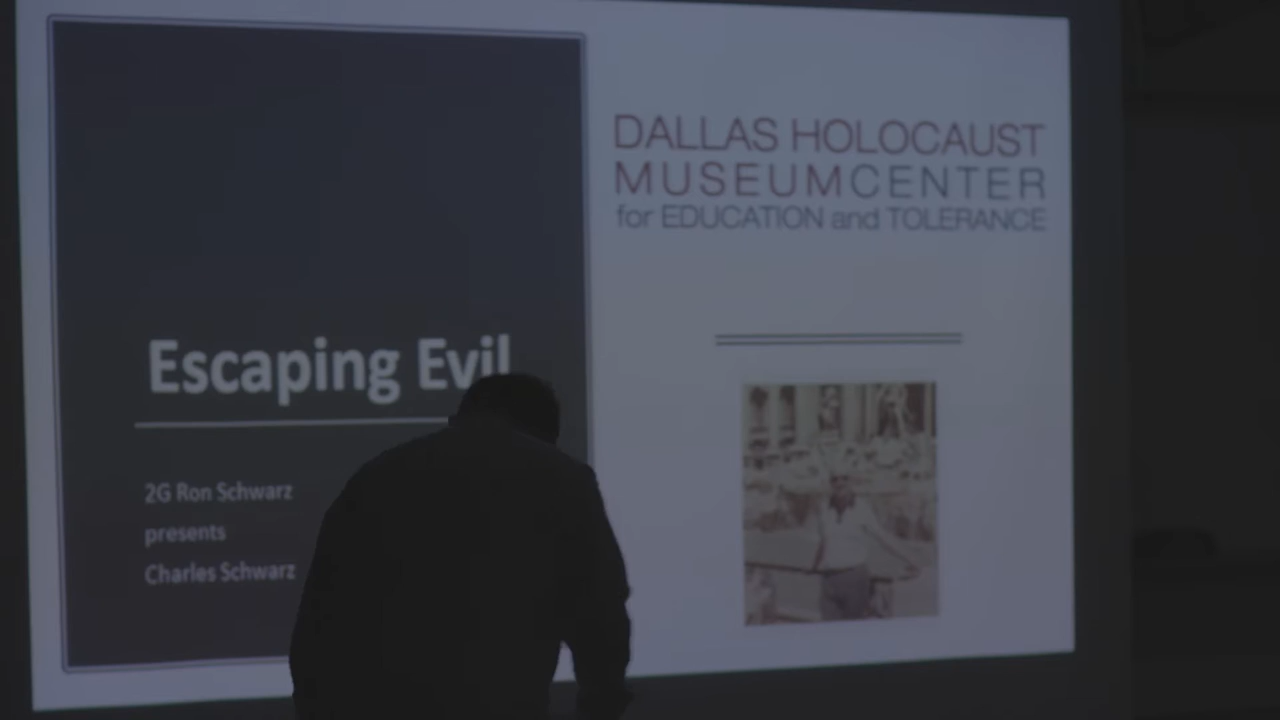 Escaping Evil
2G Ron Schwarz
presents
Charles Schwarz
DALLAS HOLOCAUST
MUSEUMCENTER
for EDUCATION and TOLERANCE